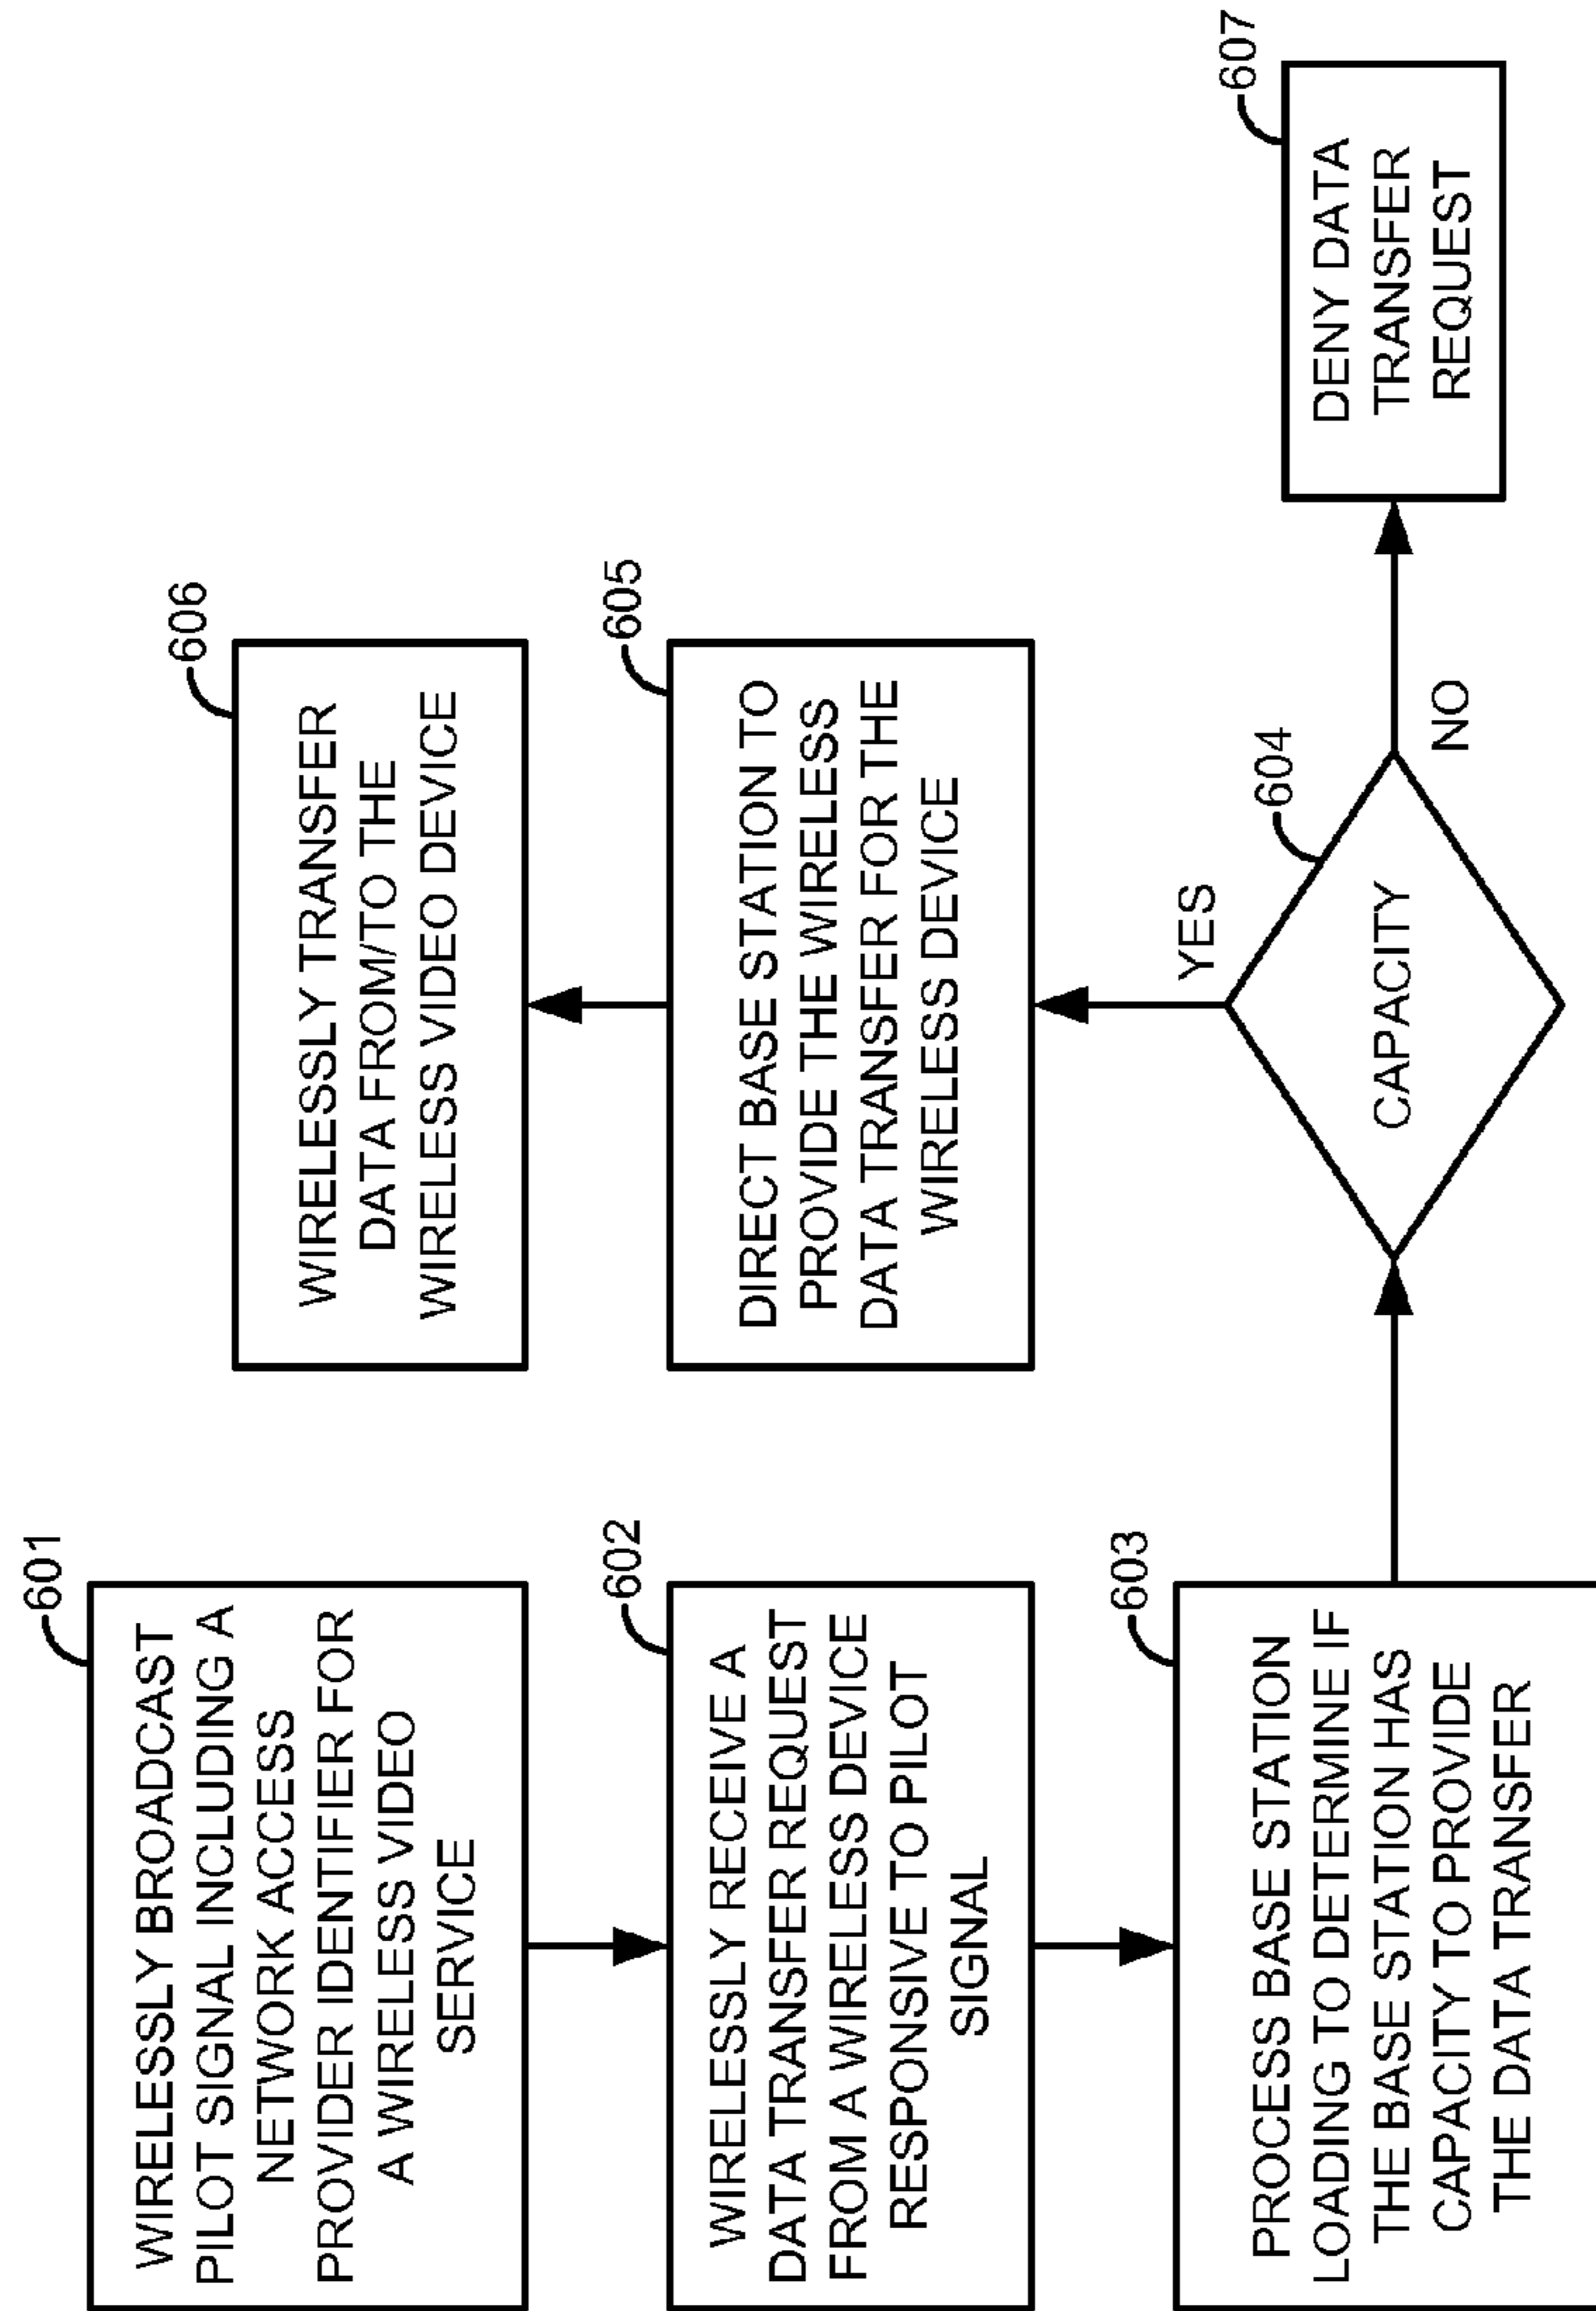 601
WIRELESSLY BROADCAST
PILOT SIGNAL INCLUDING A
NETWORK ACCESS
PROVIDER IDENTIFIER FOR
A WIRELESS VIDEO
SERVICE
602
WIRELESSLY RECEIVE A
DATA TRANSFER REQUEST
FROM A WIRELESS DEVICE
RESPONSIVE TO PILOT
SIGNAL
603
PROCESS BASE STATION
LOADING TO DETERMINE IF
THE BASE STATION HAS
CAPACITY TO PROVIDE
THE DATA TRANSFER
604
CAPACITY
YES
NO
605
DIRECT BASE STATION TO
PROVIDE THE WIRELESS
DATA TRANSFER FOR THE
WIRELESS DEVICE
606
WIRELESSLY TRANSFER
DATA FROM/TO THE
WIRELESS VIDEO DEVICE
607
DENY DATA
TRANSFER
REQUEST